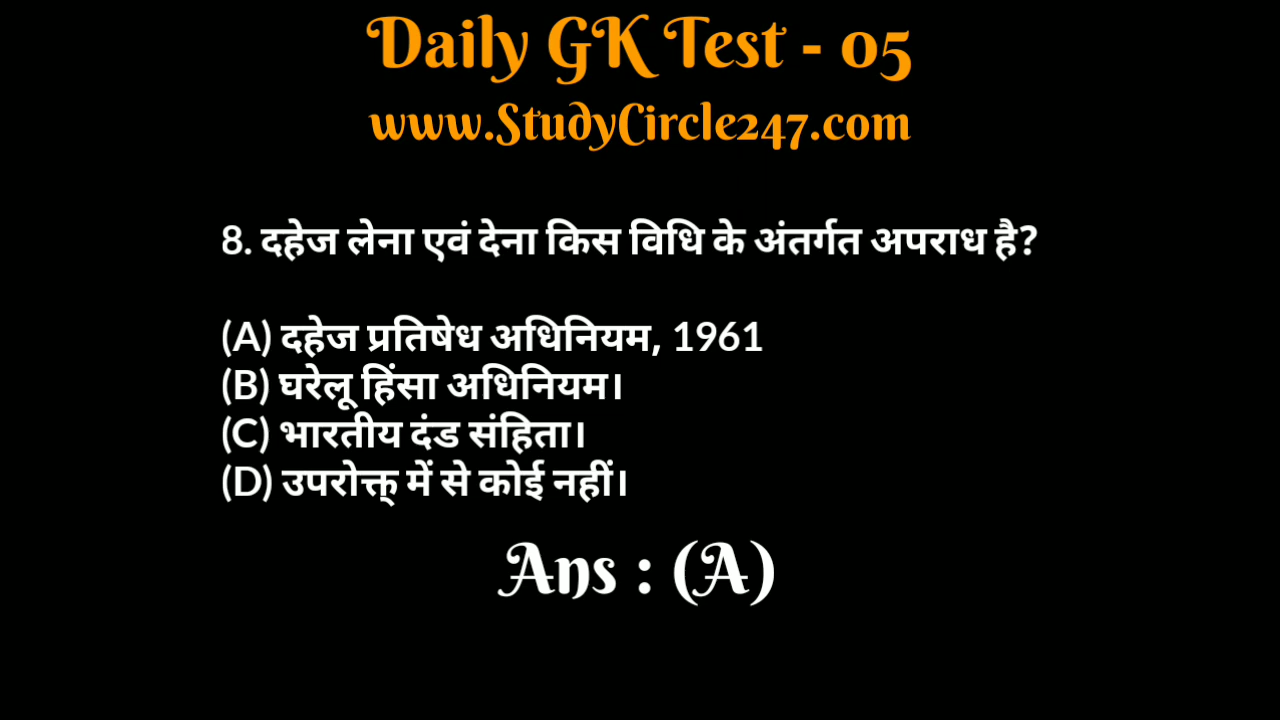 Daily GK Test - 05
www.StudyCircle247.com
8. दहेज लेना एवं देना किस विधि के अंतर्गत अपराध है?
(A) दहेज प्रतिषेध अधिनियम, 1961
(B) घरेलू हिंसा अधिनियम।
(C) भारतीय दंड संहिता।
(D) उपरोक्त् में से कोई नहीं।
Ans : (A)